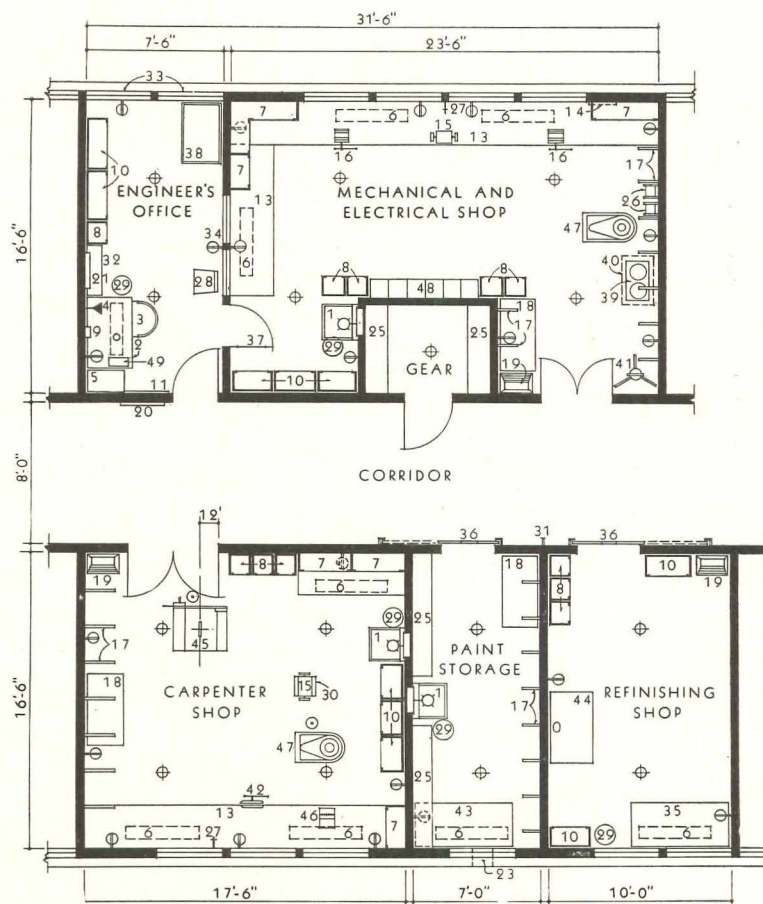 31'-6"
7'-6" 23'-6"
33
7 6 27 6 14 7
15
13
16 16
38 17
10 7
ENGINEER'S
OFFICE
MECHANICAL AND
ELECTRICAL SHOP
13 26
16'-6"
8 34 47
32 6 40
21 29 28 8 48 8 39
4 18
3 1 25 25 17
9 6 29
2 37 GEAR
49 19 41
5 11 10
20
8'-0"
CORRIDOR
12'
36 31 36
19 8 7 7 18 10 19
6 8
29
17 45 1 25
PAINT
STORAGE
16'-6"
18 CARPENTER
SHOP
15 30 10 1 17 44 REFINISHING
SHOP
29
47
25
42
13 46 43 35
6 27 6 7 6 10 29 6
23
17'-6" 7'-0" 10'-0"